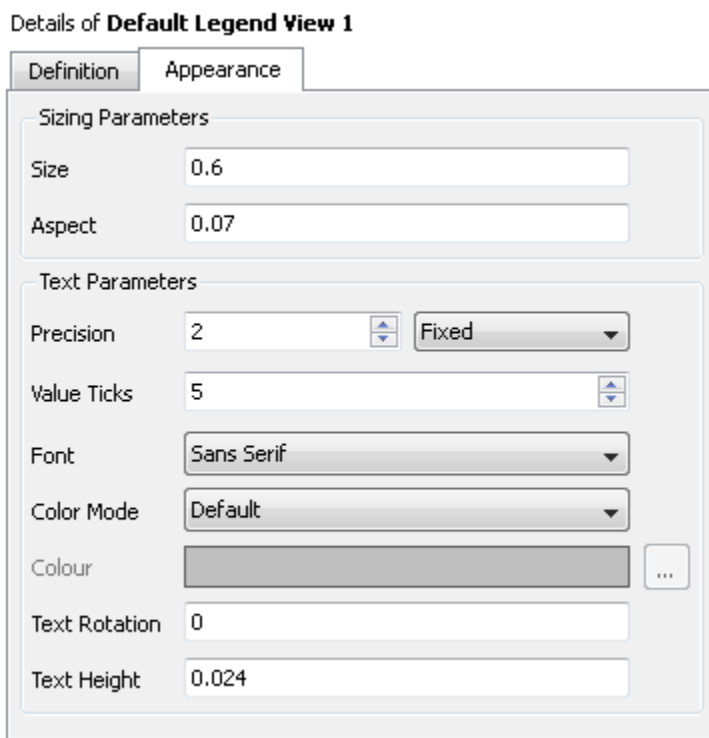 Details of Default Legend View 1
Definition Appearance
Sizing Parameters
Size 0.6
Aspect 0.07
Text Parameters
Precision 2 Fixed
Value Ticks 5
Font Sans Serif
Color Mode Default
Colour ...
Text Rotation 0
Text Height 0.024